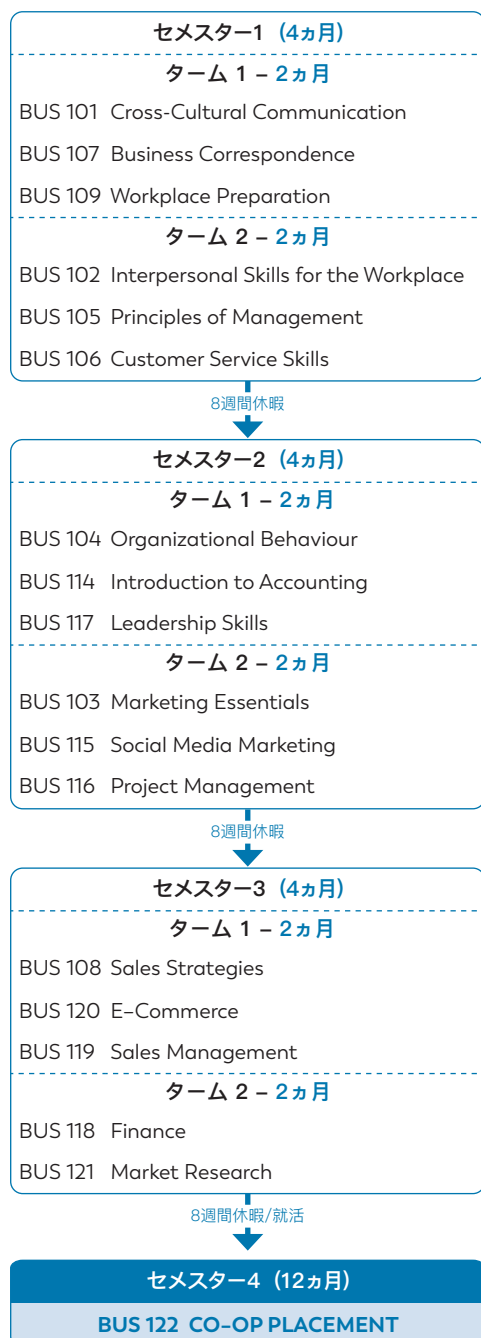 セメスター1 (4ヵ月)
ターム 1 – 2ヵ月
BUS 101 Cross-Cultural Communication
BUS 107 Business Correspondence
BUS 109 Workplace Preparation
ターム 2 – 2ヵ月
BUS 102 Interpersonal Skills for the Workplace
BUS 105 Principles of Management
BUS 106 Customer Service Skills
8週間休暇
セメスター2 (4ヵ月)
ターム 1 – 2ヵ月
BUS 104 Organizational Behaviour
BUS 114 Introduction to Accounting
BUS 117 Leadership Skills
ターム 2 – 2ヵ月
BUS 103 Marketing Essentials
BUS 115 Social Media Marketing
BUS 116 Project Management
8週間休暇
セメスター3 (4ヵ月)
ターム 1 – 2ヵ月
BUS 108 Sales Strategies
BUS 120 E–Commerce
BUS 119 Sales Management
ターム 2 – 2ヵ月
BUS 118 Finance
BUS 121 Market Research
8週間休暇/就活
セメスター4 (12ヵ月)
BUS 122 CO–OP PLACEMENT